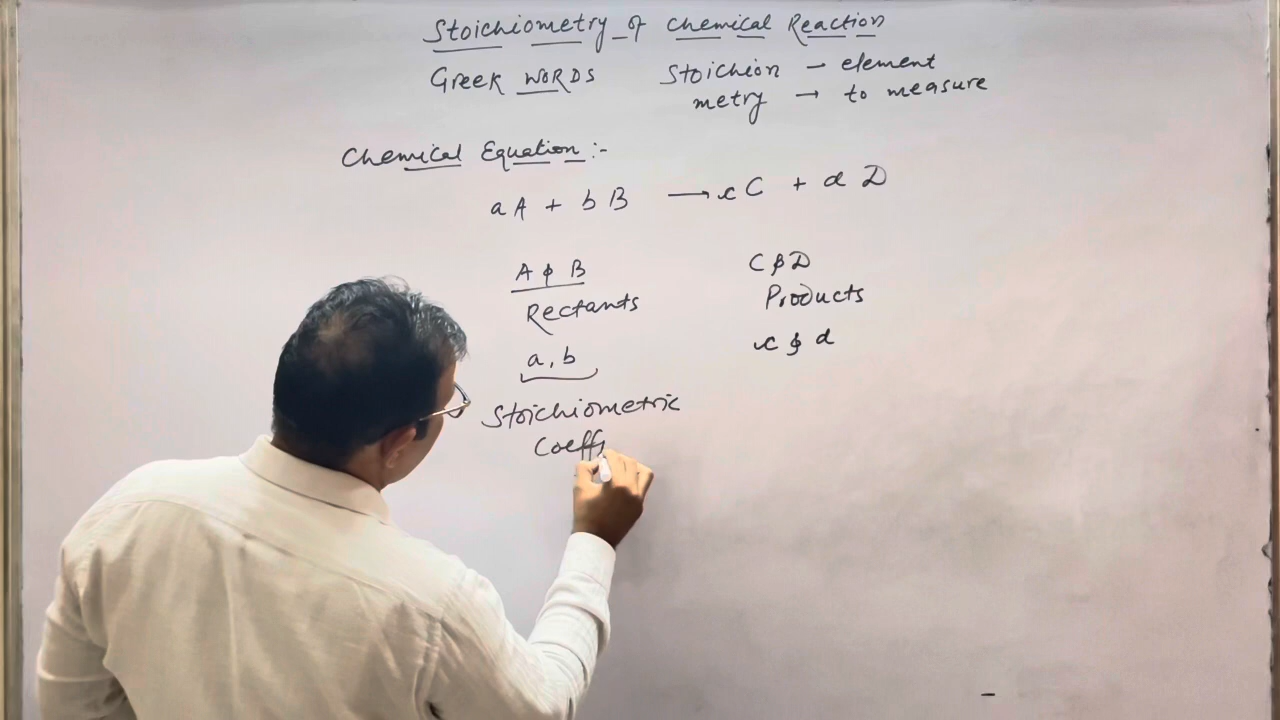 Stoichiometry of Chemical Reaction
Greek WORDS Stoichion – element
metry → to measure
Chemical Equation :-
aA + bB ⟶ cC + dD
A & B C & D
Rectants Products
a, b c & d
Stoichiometric
Coeffs